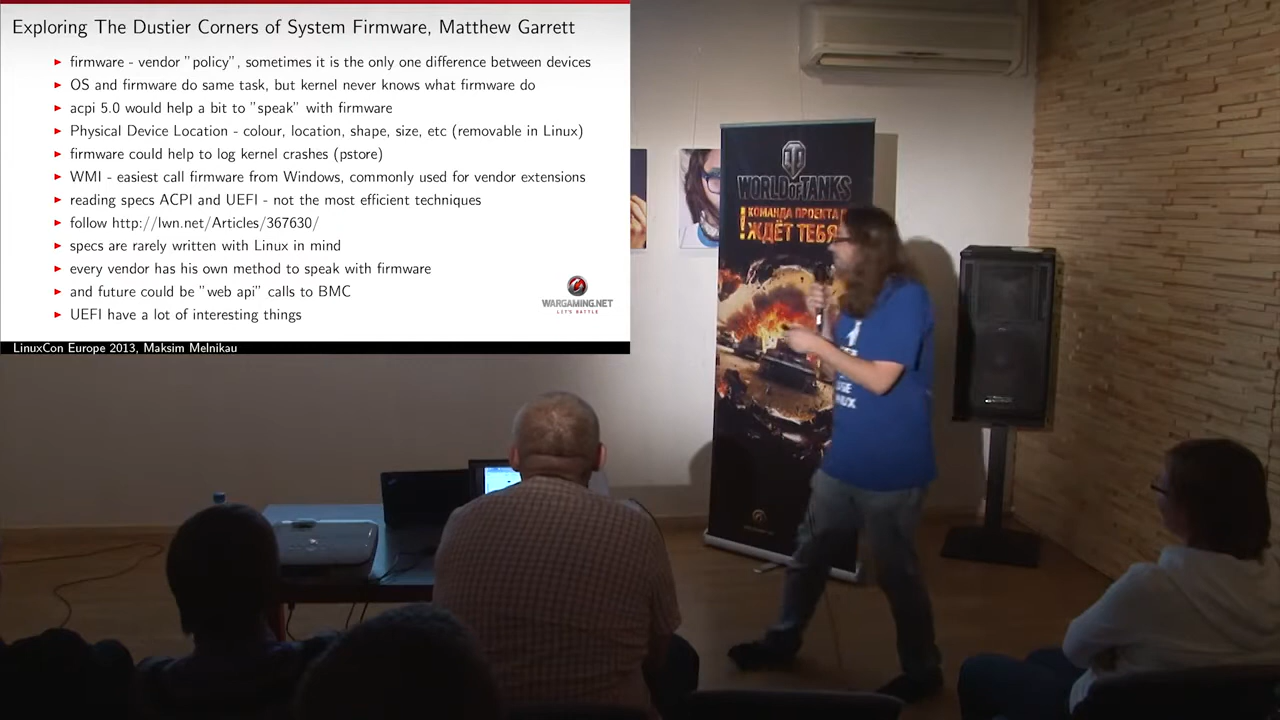 Exploring The Dustier Corners of System Firmware, Matthew Garrett
firmware - vendor "policy", sometimes it is the only one difference between devices
OS and firmware do same task, but kernel never knows what firmware do
acpi 5.0 would help a bit to "speak" with firmware
Physical Device Location - colour, location, shape, size, etc (removable in Linux)
firmware could help to log kernel crashes (pstore)
WMI - easiest call firmware from Windows, commonly used for vendor extensions
reading specs ACPI and UEFI - not the most efficient techniques
follow http://lwn.net/Articles/367630/
specs are rarely written with Linux in mind
every vendor has his own method to speak with firmware
and future could be "web api" calls to BMC
UEFI have a lot of interesting things
WARGAMING.NET
LET'S BATTLE
LinuxCon Europe 2013, Maksim Melnikau
WORLD OF TANKS
! КОМАНДА ПРОЕКТА
ЖДЁТ ТЕБЯ